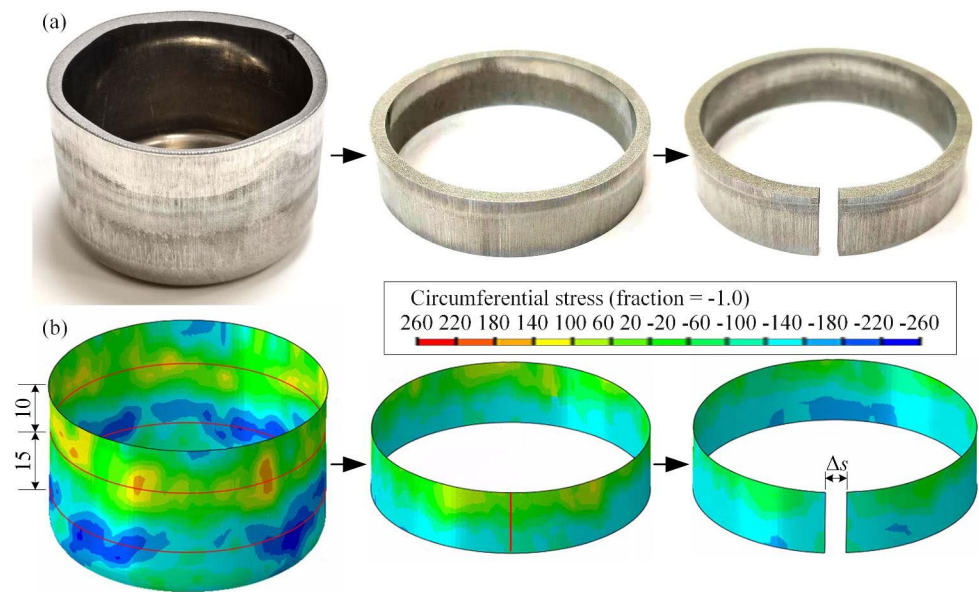 (a)
Circumferential stress (fraction = -1.0)
260 220 180 140 100 60 20 -20 -60 -100 -140 -180 -220 -260
(b)
10
15
Δs